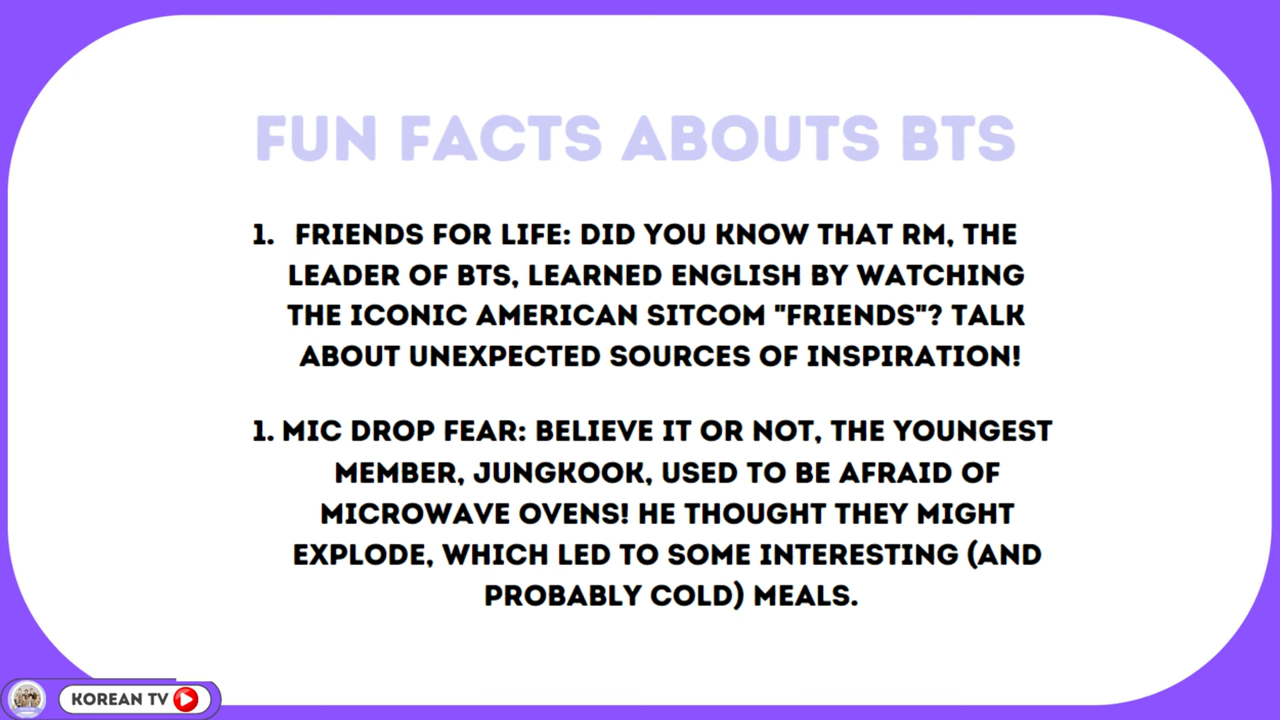 FUN FACTS ABOUTS BTS
1. FRIENDS FOR LIFE: DID YOU KNOW THAT RM, THE
LEADER OF BTS, LEARNED ENGLISH BY WATCHING
THE ICONIC AMERICAN SITCOM "FRIENDS"? TALK
ABOUT UNEXPECTED SOURCES OF INSPIRATION!
1. MIC DROP FEAR: BELIEVE IT OR NOT, THE YOUNGEST
MEMBER, JUNGKOOK, USED TO BE AFRAID OF
MICROWAVE OVENS! HE THOUGHT THEY MIGHT
EXPLODE, WHICH LED TO SOME INTERESTING (AND
PROBABLY COLD) MEALS.
KOREAN TV